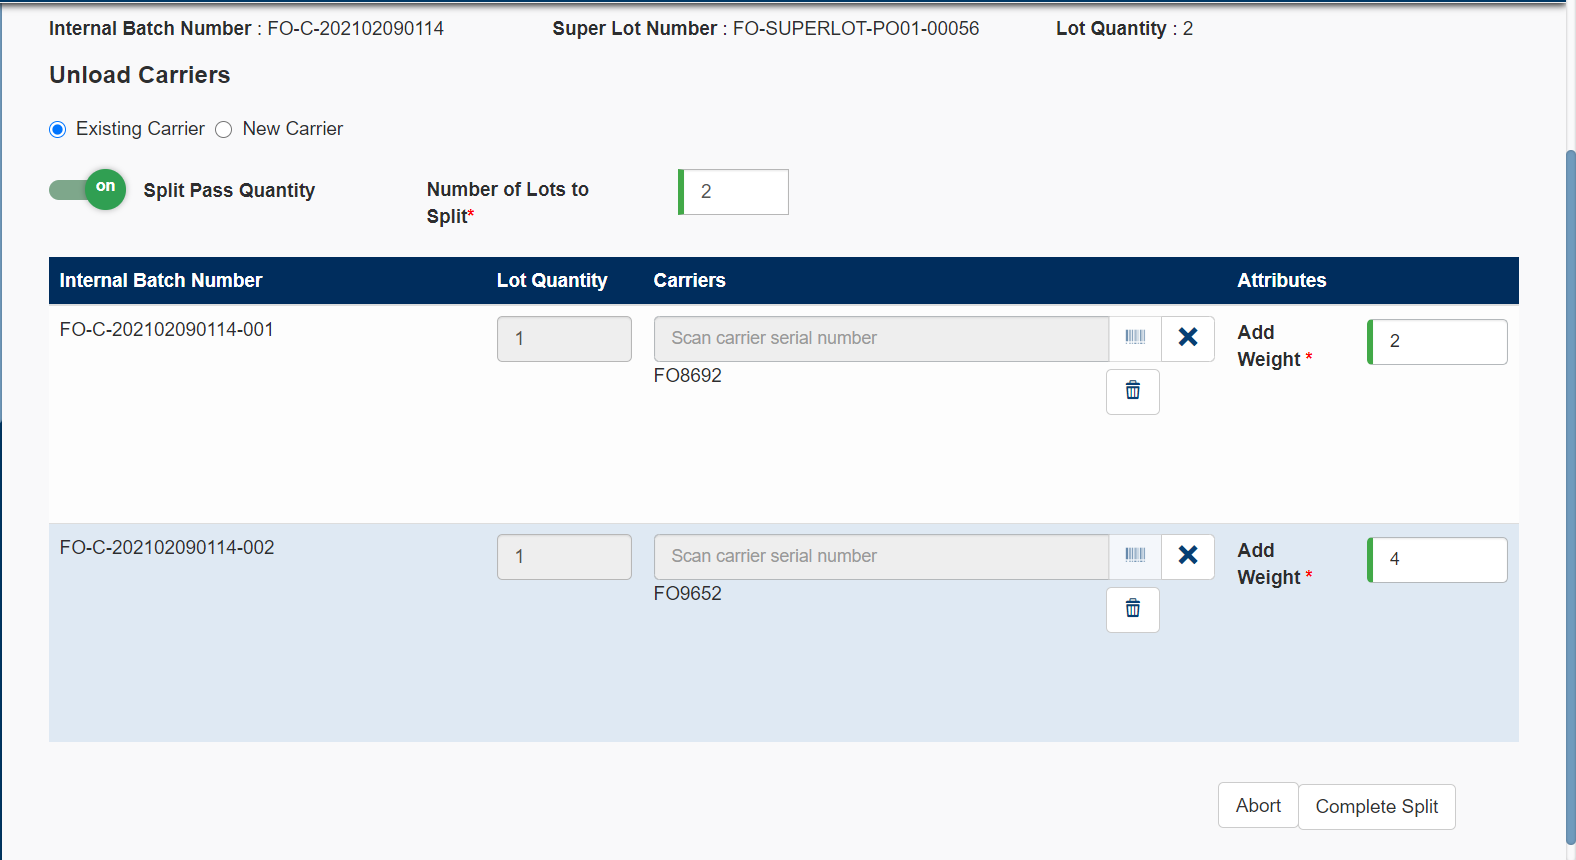 Internal Batch Number : FO-C-202102090114 Super Lot Number : FO-SUPERLOT-PO01-00056 Lot Quantity : 2
Unload Carriers
Existing Carrier New Carrier
on Split Pass Quantity Number of Lots to 2
Split*
Internal Batch Number Lot Quantity Carriers Attributes
FO-C-202102090114-001 1 Scan carrier serial number Add 2
Weight *
FO8692
FO-C-202102090114-002 1 Scan carrier serial number Add 4
Weight *
FO9652
Abort Complete Split